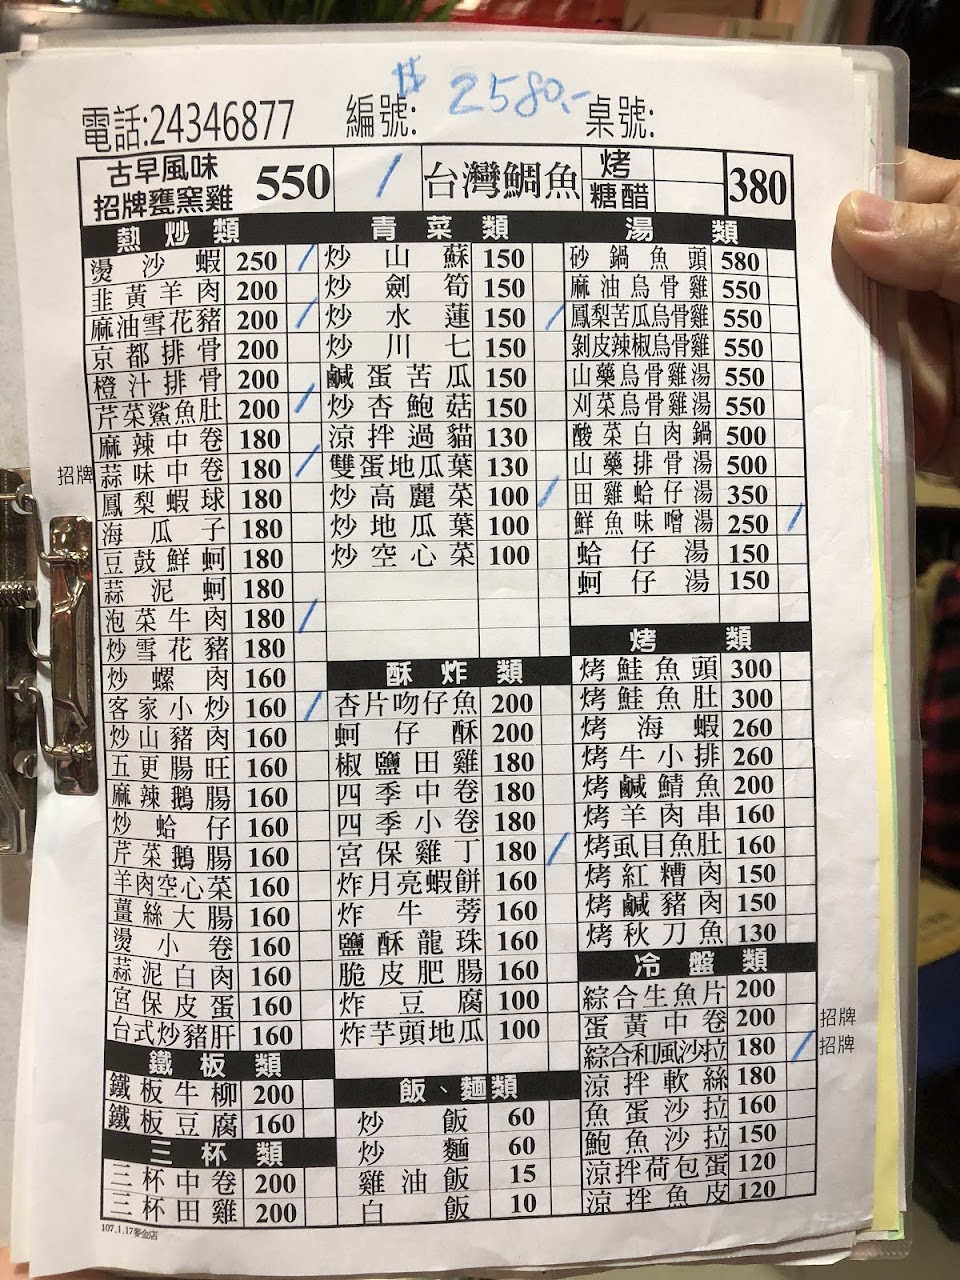 $ 2580.-
電話:24346877 編號: 桌號:
古早風味 招牌甕窯雞 550 / 台灣鯛魚 烤 糖醋 380
熱炒類
燙沙蝦 250 /
韭黃羊肉 200
麻油雪花豬 200 /
京都排骨 200
橙汁排骨 200
芹菜鯊魚肚 200 /
麻辣中卷 180
招牌 蒜味中卷 180 /
鳳梨蝦球 180
海瓜子 180
豆鼓鮮蚵 180
蒜泥蚵 180
泡菜牛肉 180 /
炒雪花豬 180
炒螺肉 160
客家小炒 160 /
炒山豬肉 160
五更腸旺 160
麻辣鵝腸 160
炒蛤仔 160
芹菜鵝腸 160
羊肉空心菜 160
薑絲大腸 160
燙小卷 160
蒜泥白肉 160
宮保皮蛋 160
台式炒豬肝 160
鐵板類
鐵板牛柳 200
鐵板豆腐 160
三杯類
三杯中卷 200
三杯田雞 200
107.1.17麥金店
青菜類
炒山蘇 150
炒劍筍 150
炒水蓮 150 /
炒川七 150
鹹蛋苦瓜 150
炒杏鮑菇 150
涼拌過貓 130
雙蛋地瓜葉 130
炒高麗菜 100 /
炒地瓜葉 100
炒空心菜 100
酥炸類
杏片吻仔魚 200
蚵仔酥 200
椒鹽田雞 180
四季中卷 180
四季小卷 180
宮保雞丁 180 /
炸月亮蝦餅 160
炸牛蒡 160
鹽酥龍珠 160
脆皮肥腸 160
炸豆腐 100
炸芋頭地瓜 100
飯、麵類
炒飯 60
炒麵 60
雞油飯 15
白飯 10
湯類
砂鍋魚頭 580
麻油烏骨雞 550
鳳梨苦瓜烏骨雞 550
剝皮辣椒烏骨雞 550
山藥烏骨雞湯 550
刈菜烏骨雞湯 550
酸菜白肉鍋 500
山藥排骨湯 500
田雞蛤仔湯 350
鮮魚味噌湯 250 /
蛤仔湯 150
蚵仔湯 150
烤類
烤鮭魚頭 300
烤鮭魚肚 300
烤海蝦 260
烤牛小排 260
烤鹹鯖魚 200
烤羊肉串 160
烤虱目魚肚 160
烤紅糟肉 150
烤鹹豬肉 150
烤秋刀魚 130
冷盤類
綜合生魚片 200
蛋黃中卷 200 招牌
綜合和風沙拉 180 / 招牌
涼拌軟絲 180
魚蛋沙拉 160
鮑魚沙拉 150
涼拌荷包蛋 120
涼拌魚皮 120